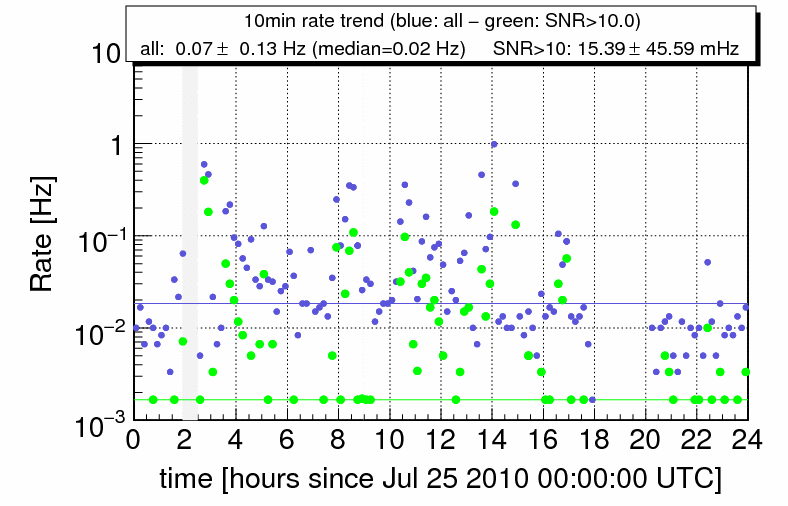 10min rate trend (blue: all − green: SNR>10.0)
all: 0.07± 0.13 Hz (median=0.02 Hz) SNR>10: 15.39± 45.59 mHz
10
1
10−1
10−2
10−3
Rate [Hz]
0 2 4 6 8 10 12 14 16 18 20 22 24
time [hours since Jul 25 2010 00:00:00 UTC]